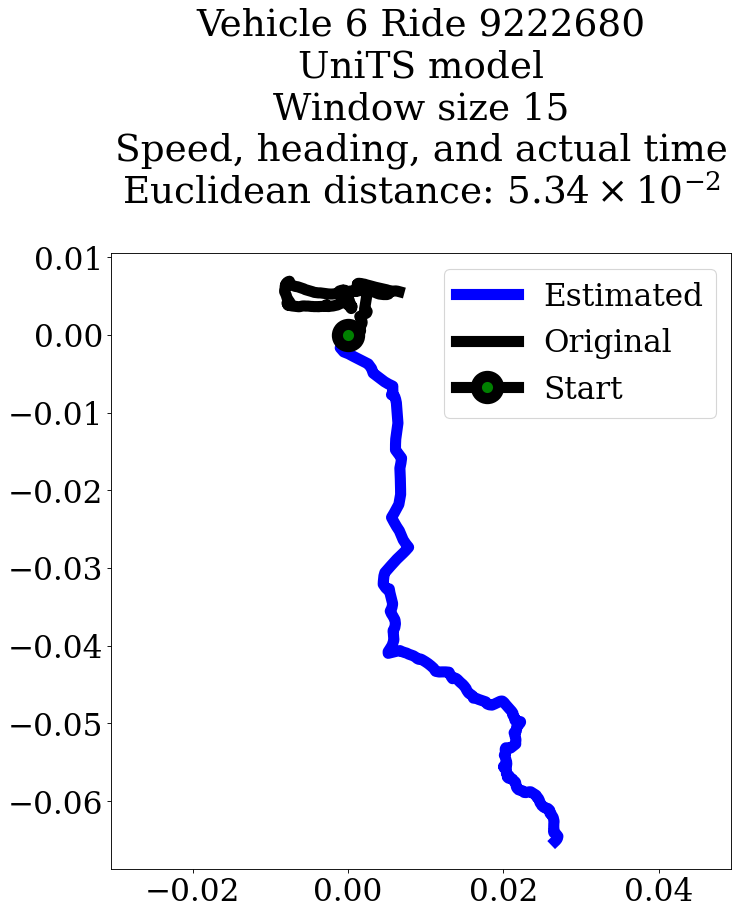 Vehicle 6 Ride 9222680
UniTS model
Window size 15
Speed, heading, and actual time
Euclidean distance: 5.34 × 10⁻²
0.01
0.00
−0.01
−0.02
−0.03
−0.04
−0.05
−0.06
Estimated
Original
Start
−0.02 0.00 0.02 0.04